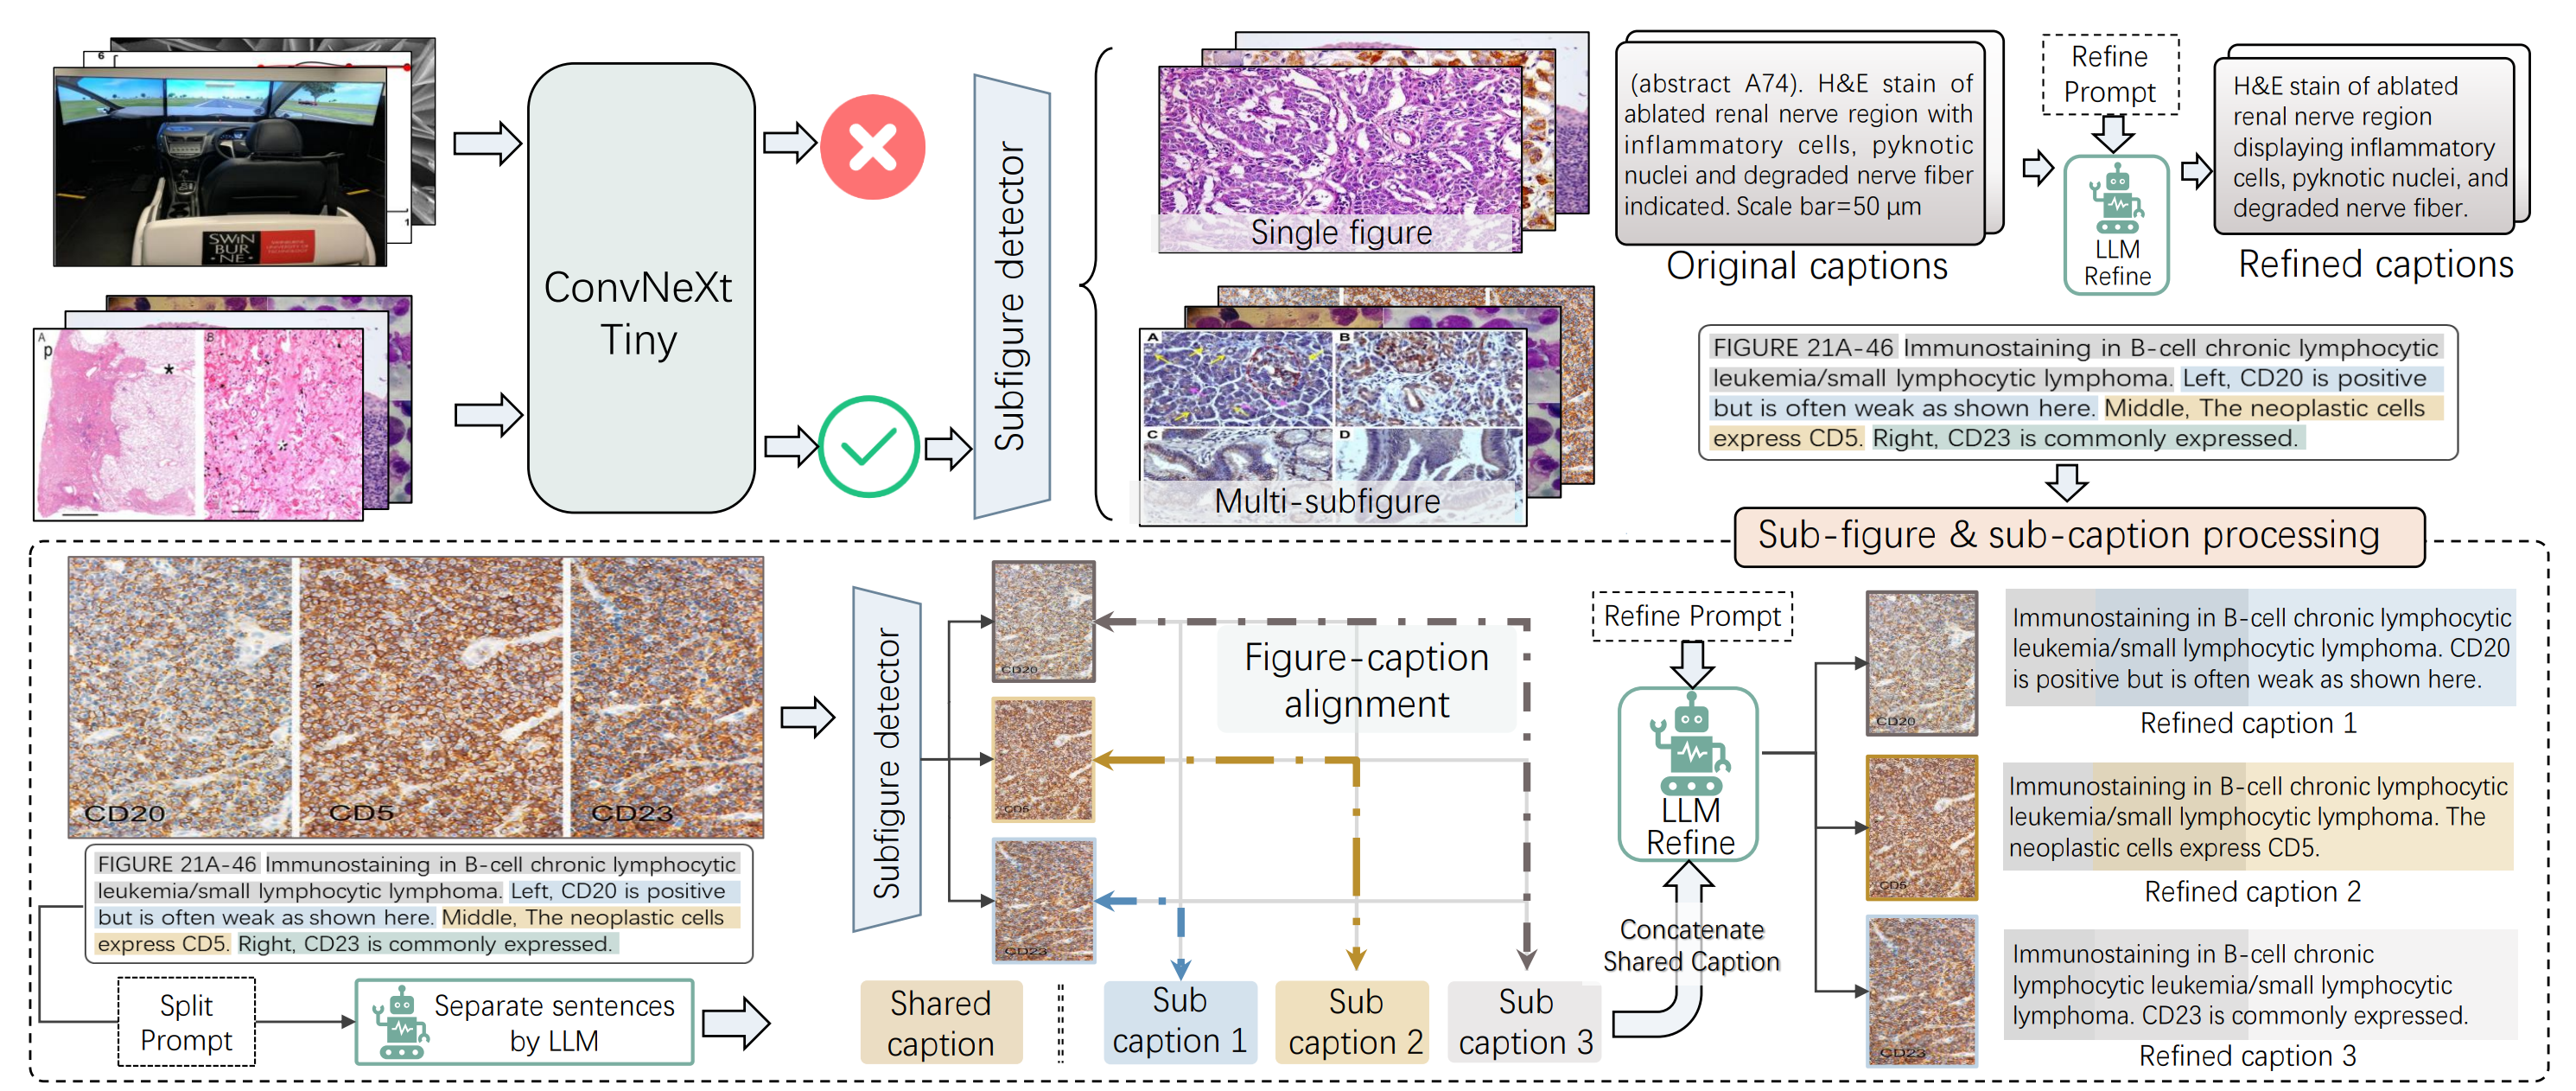 6
1
SWIN
BUR
NE
A
p
*
B
*
ConvNeXt
Tiny
Subfigure detector
Single figure
A
B
C
D
Multi-subfigure
(abstract A74). H&E stain of
ablated renal nerve region with
inflammatory cells, pyknotic
nuclei and degraded nerve fiber
indicated. Scale bar=50 μm
Original captions
Refine
Prompt
LLM
Refine
H&E stain of ablated
renal nerve region
displaying inflammatory
cells, pyknotic nuclei, and
degraded nerve fiber.
Refined captions
FIGURE 21A-46 Immunostaining in B-cell chronic lymphocytic
leukemia/small lymphocytic lymphoma. Left, CD20 is positive
but is often weak as shown here. Middle, The neoplastic cells
express CD5. Right, CD23 is commonly expressed.
Sub-figure & sub-caption processing
CD20
CD5
CD23
FIGURE 21A-46 Immunostaining in B-cell chronic lymphocytic
leukemia/small lymphocytic lymphoma. Left, CD20 is positive
but is often weak as shown here. Middle, The neoplastic cells
express CD5. Right, CD23 is commonly expressed.
Split
Prompt
Separate sentences
by LLM
Subfigure detector
CD20
CD5
CD23
Figure-caption
alignment
Shared
caption
Sub
caption 1
Sub
caption 2
Sub
caption 3
Refine Prompt
LLM
Refine
Concatenate
Shared Caption
CD20
Immunostaining in B-cell chronic lymphocytic
leukemia/small lymphocytic lymphoma. CD20
is positive but is often weak as shown here.
Refined caption 1
CD5
Immunostaining in B-cell chronic lymphocytic
leukemia/small lymphocytic lymphoma. The
neoplastic cells express CD5.
Refined caption 2
CD23
Immunostaining in B-cell chronic
lymphocytic leukemia/small lymphocytic
lymphoma. CD23 is commonly expressed.
Refined caption 3